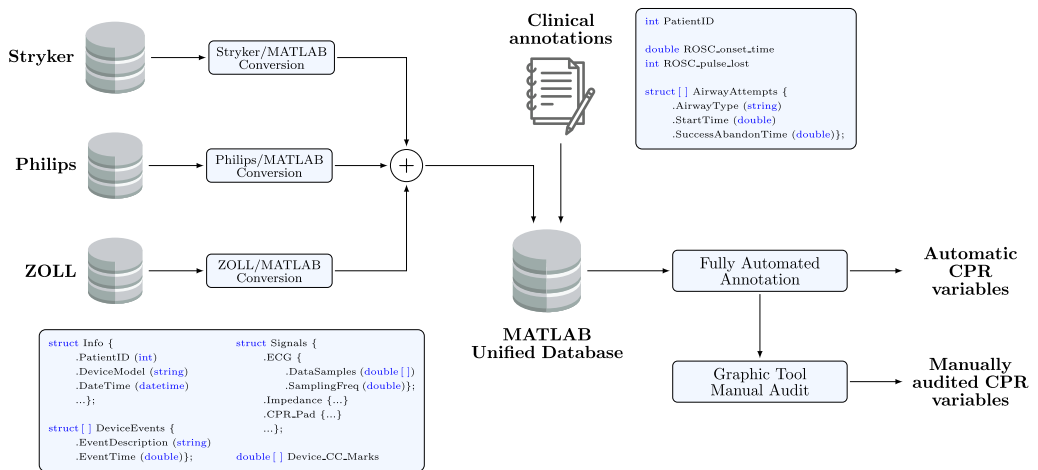 Stryker
Stryker/MATLAB
Conversion
Philips
Philips/MATLAB
Conversion
ZOLL
ZOLL/MATLAB
Conversion
+
Clinical
annotations
int PatientID
double ROSC_onset_time
int ROSC_pulse_lost
struct[ ] AirwayAttempts {
.AirwayType (string)
.StartTime (double)
.SuccessAbandonTime (double)};
MATLAB
Unified Database
Fully Automated
Annotation
Automatic
CPR
variables
Graphic Tool
Manual Audit
Manually
audited CPR
variables
struct Info {
.PatientID (int)
.DeviceModel (string)
.DateTime (datetime)
...};
struct[ ] DeviceEvents {
.EventDescription (string)
.EventTime (double)};
struct Signals {
.ECG {
.DataSamples (double[ ])
.SamplingFreq (double)};
.Impedance {...}
.CPR_Pad {...}
...};
double[ ] Device_CC_Marks